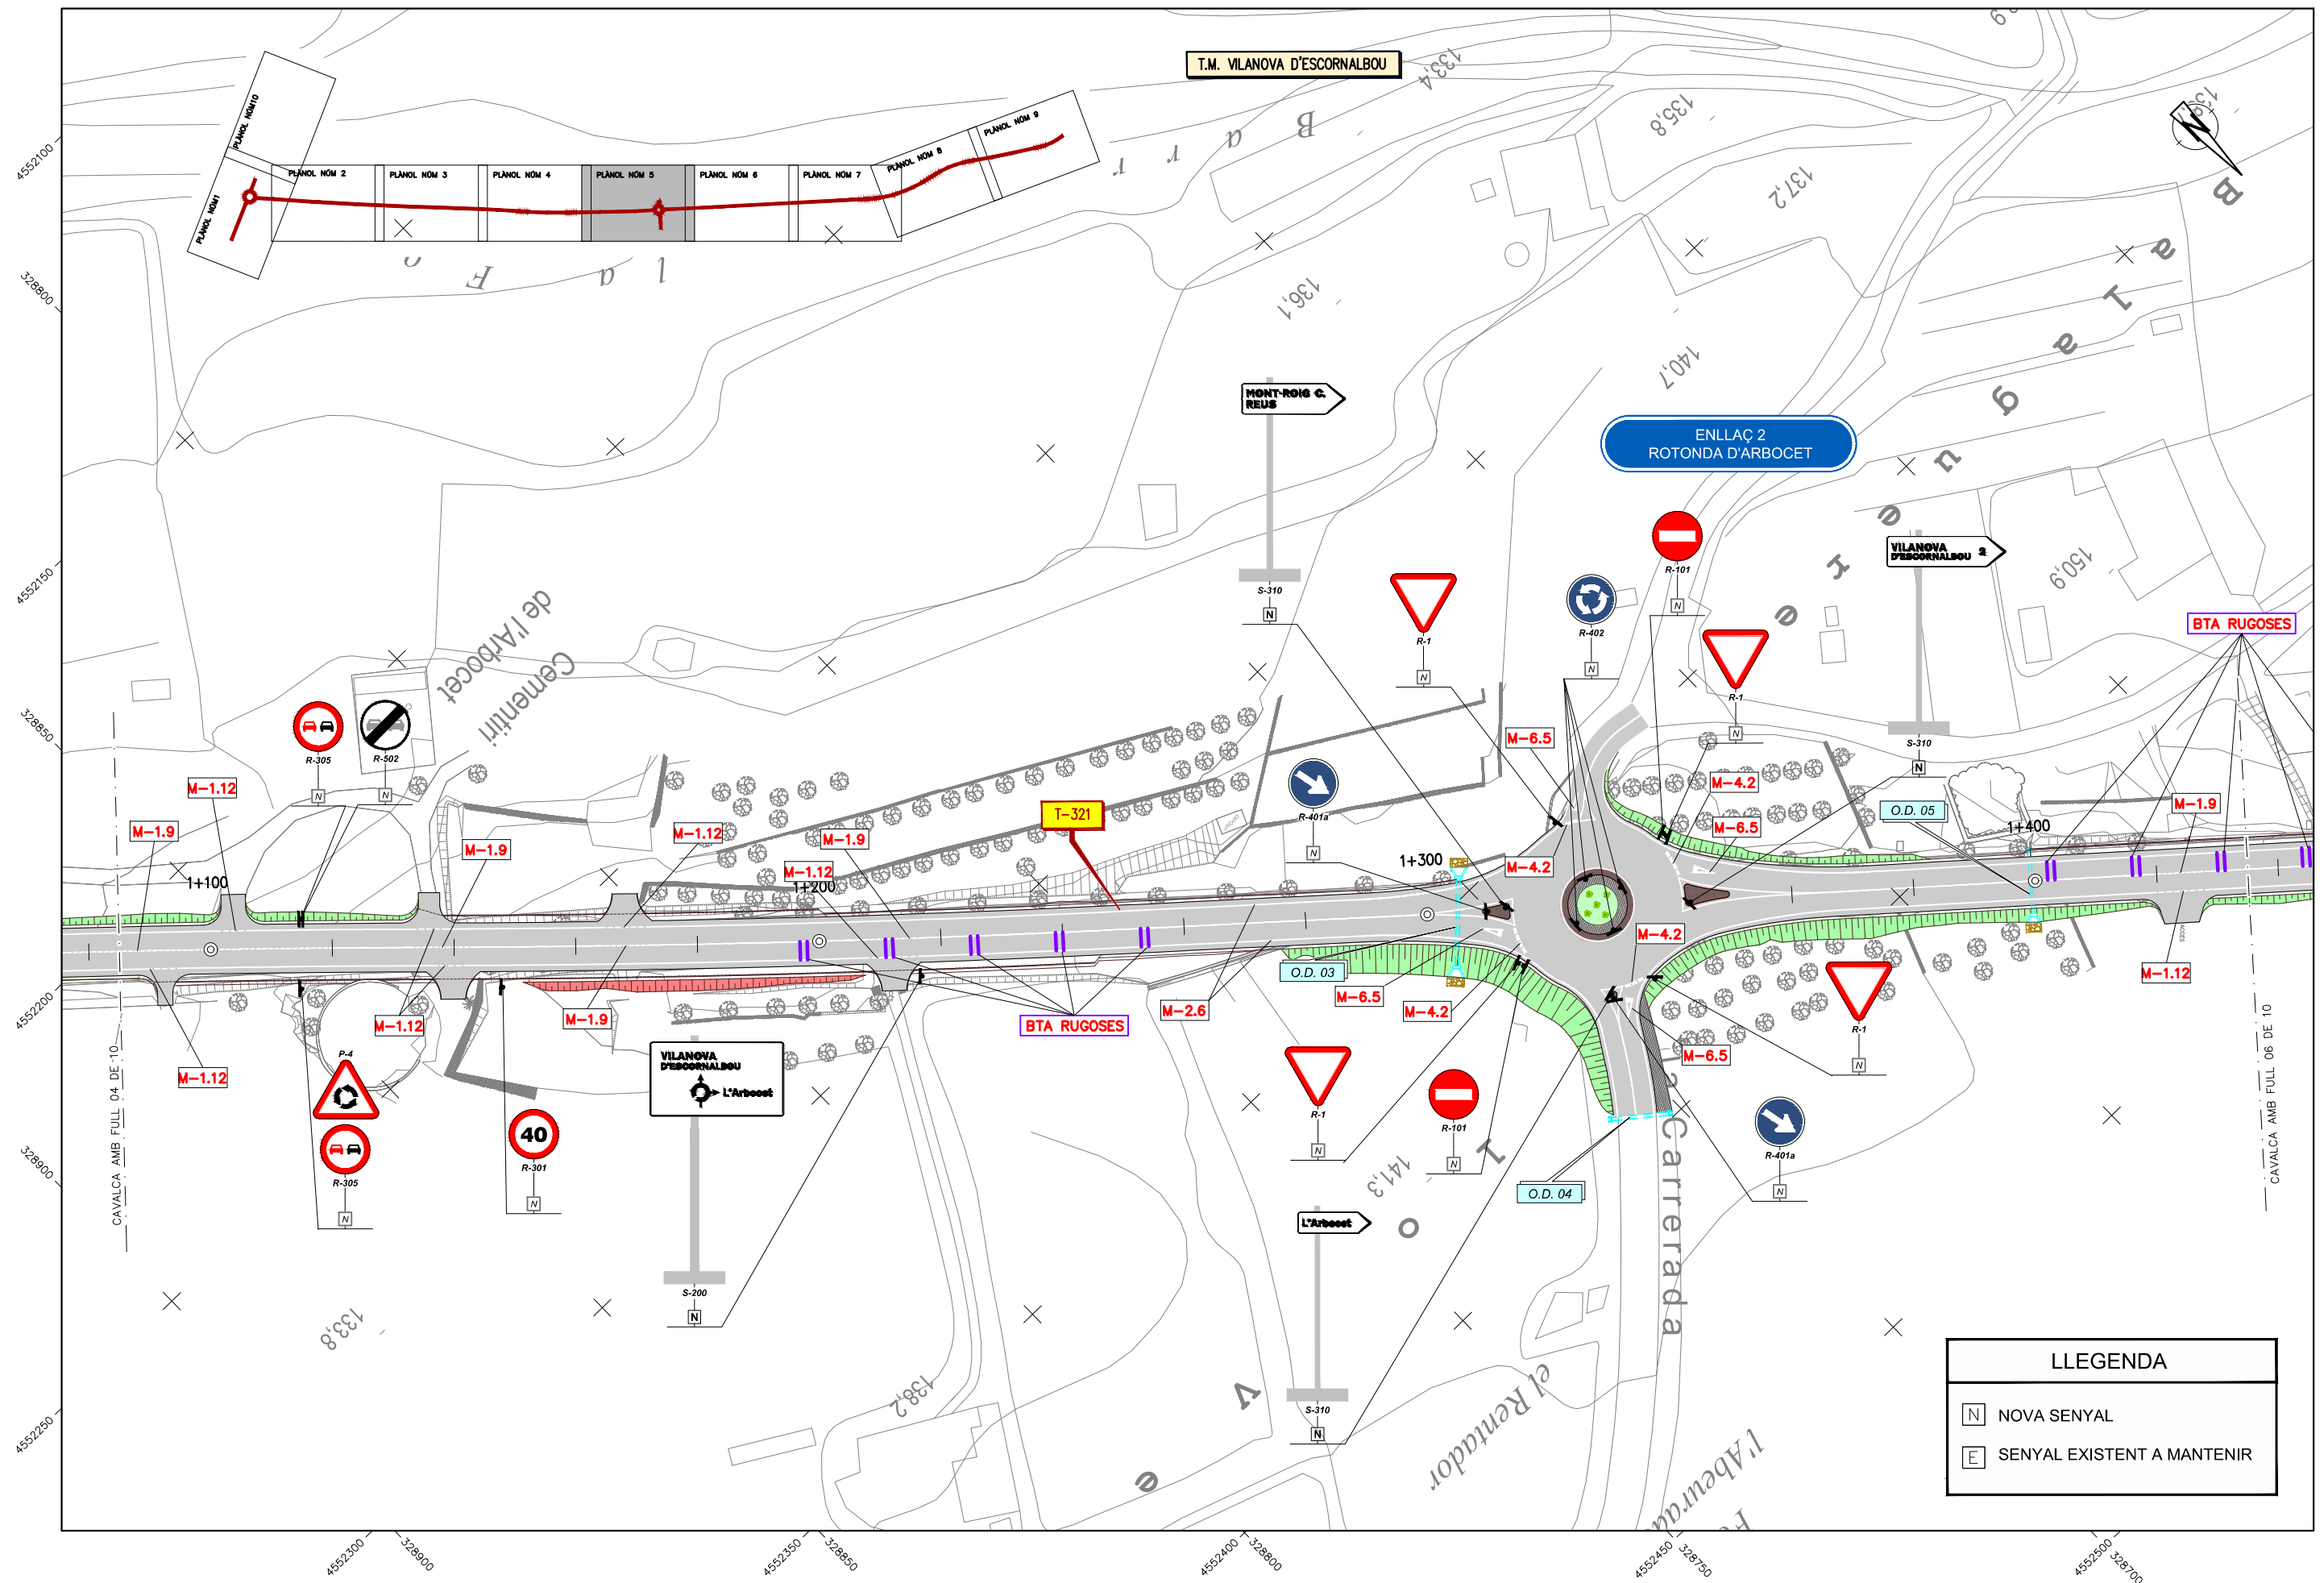 T.M. VILANOVA D'ESCORNALBOU
PLÀNOL NÚM10
PLÀNOL NÚM1
PLÀNOL NÚM 2
PLÀNOL NÚM 3
PLÀNOL NÚM 4
PLÀNOL NÚM 5
PLÀNOL NÚM 6
PLÀNOL NÚM 7
PLÀNOL NÚM 8
PLÀNOL NÚM 9
133,4
135,8
137,2
136,1
140,7
150,9
4552100
328800
4552150
328850
4552200
328900
4552250
MONT-ROIG C.
REUS
S-310
N
ENLLAÇ 2
ROTONDA D'ARBOCET
R-101
N
R-1
N
R-402
N
R-1
N
VILANOVA
D'ESCORNALBOU 2
S-310
N
BTA RUGOSES
Cementiri
de l'Arbocet
R-305
N
R-502
N
M-1.12
M-1.9
M-1.9
M-1.12
M-1.9
M-1.12
T-321
R-401a
N
M-6.5
M-4.2
M-4.2
M-6.5
O.D. 05
M-1.9
1+100
1+200
1+300
1+400
M-4.2
O.D. 03
M-6.5
M-4.2
M-1.12
M-1.12
M-1.12
M-1.9
BTA RUGOSES
M-2.6
M-6.5
P-4
R-305
N
40
R-301
N
VILANOVA
D'ESCORNALBOU
L'Arbocet
S-200
N
R-1
N
R-101
N
R-1
N
R-401a
N
O.D. 04
L'Arbocet
S-310
N
CAVALCA AMB FULL 04 DE 10
CAVALCA AMB FULL 06 DE 10
Carrerada
141,3
133,8
138,2
el Rentador
LLEGENDA
N NOVA SENYAL
E SENYAL EXISTENT A MANTENIR
4552300
328900
4552350
328850
4552400
328800
4552450
328750
4552500
328700